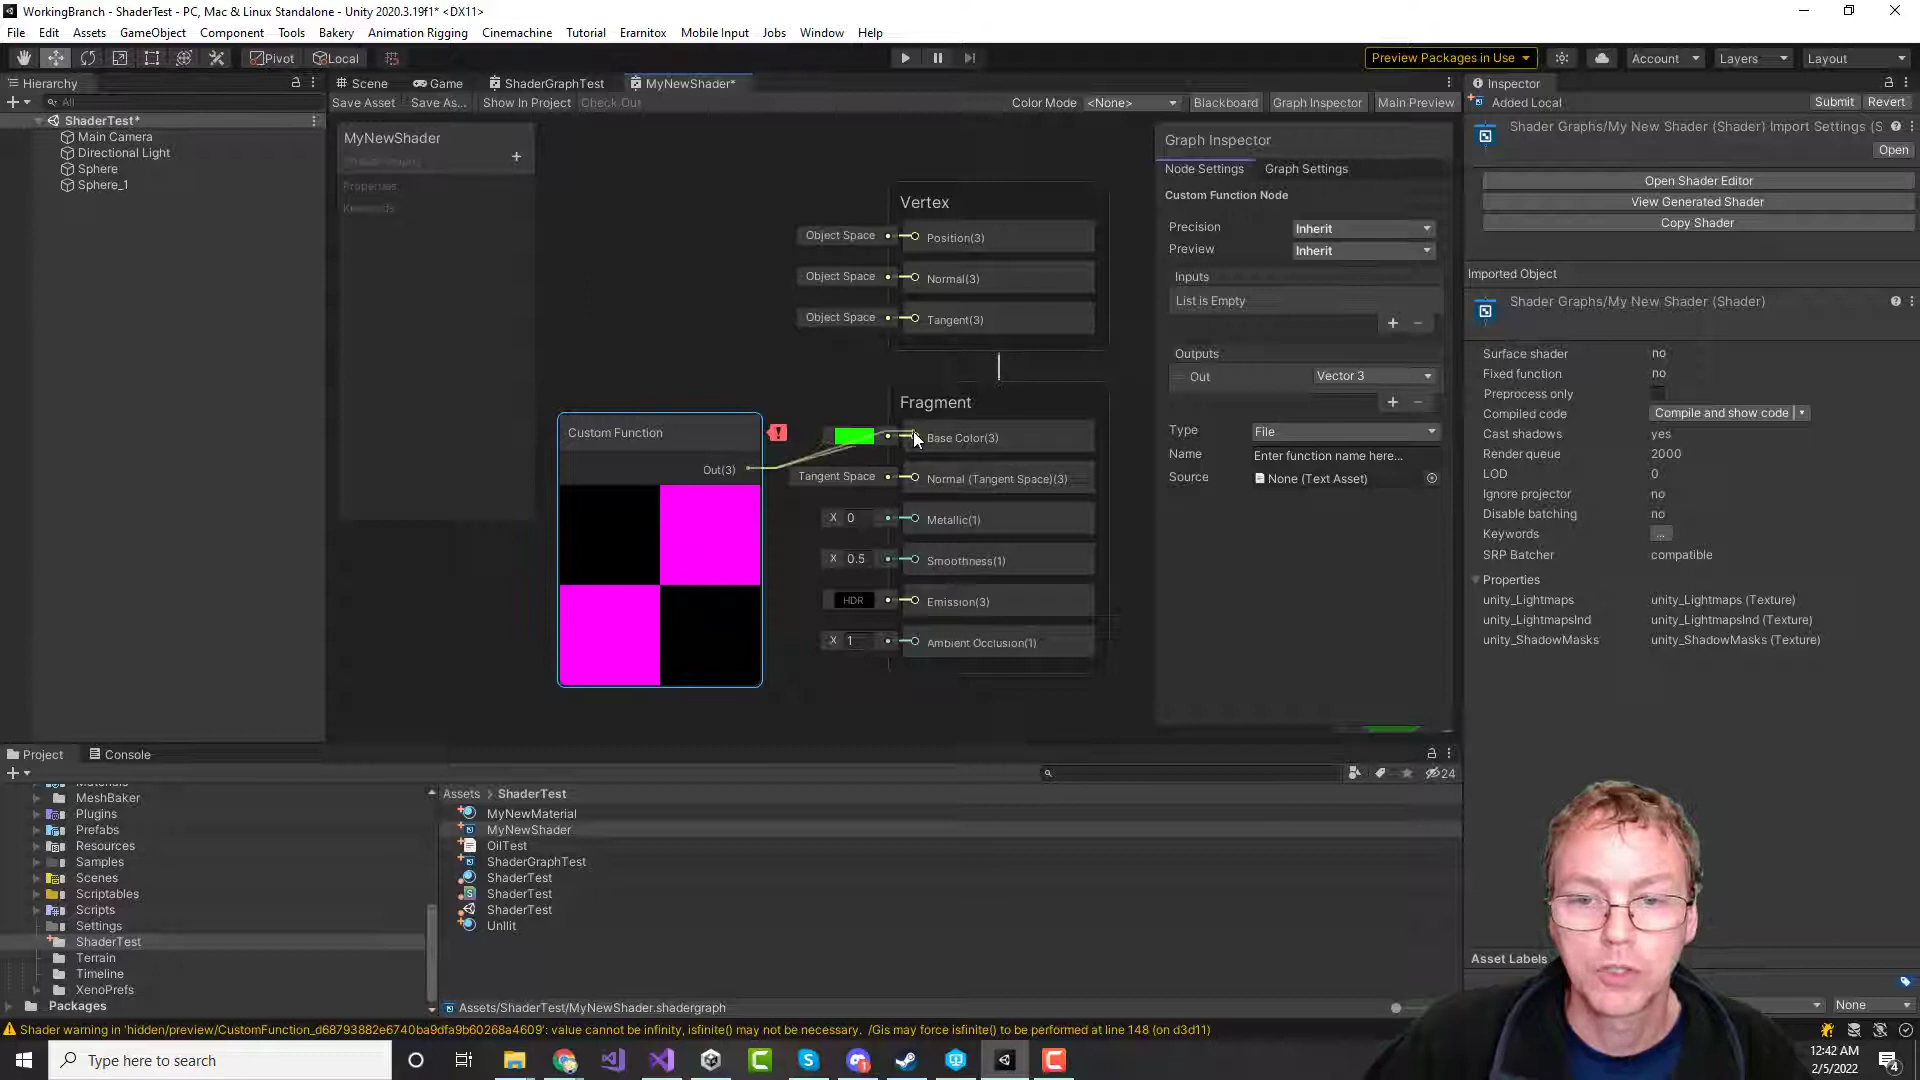 WorkingBranch - ShaderTest - PC, Mac & Linux Standalone - Unity 2020.3.19f1* <DX11>
File Edit Assets GameObject Component Tools Tutorial Bakery Animation Rigging Cinemachine Tutorial Erarnitox Mobile Input Jobs Window Help
Pivot Local Preview Packages in Use Account Layers Layout
Hierarchy Scene Game ShaderGraphTest MyNewShader* Inspector
All Save Asset Save As... Show In Project Check Out Color Mode <None> Blackboard Graph Inspector Main Preview Added Local Submit Revert
ShaderTest*
Main Camera
Directional Light
Sphere
Sphere_1
MyNewShader
Properties
Keywords
Vertex
Object Space Position(3)
Object Space Normal(3)
Object Space Tangent(3)
Fragment
Base Color(3)
Tangent Space Normal (Tangent Space)(3)
X 0 Metallic(1)
X 0.5 Smoothness(1)
HDR Emission(3)
X 1 Ambient Occlusion(1)
Custom Function
!
Out(3)
Graph Inspector
Node Settings Graph Settings
Custom Function Node
Precision Inherit
Preview Inherit
Inputs
List is Empty
+ −
Outputs
Out Vector 3
+ −
Type File
Name Enter function name here...
Source None (Text Asset)
Shader Graphs/My New Shader (Shader) Import Settings (S
Open
Open Shader Editor
View Generated Shader
Copy Shader
Imported Object
Shader Graphs/My New Shader (Shader)
Surface shader no
Fixed function no
Preprocess only
Compiled code Compile and show code
Cast shadows yes
Render queue 2000
LOD 0
Ignore projector no
Disable batching no
Keywords ...
SRP Batcher compatible
Properties
unity_Lightmaps unity_Lightmaps (Texture)
unity_LightmapsInd unity_LightmapsInd (Texture)
unity_ShadowMasks unity_ShadowMasks (Texture)
Asset Labels
None
Project Console
24
MeshBaker
Plugins
Prefabs
Resources
Samples
Scenes
Scriptables
Scripts
Settings
ShaderTest
Terrain
Timeline
XenoPrefs
Packages
Assets > ShaderTest
MyNewMaterial
MyNewShader
OilTest
ShaderGraphTest
ShaderTest
ShaderTest
ShaderTest
Unllit
Assets/ShaderTest/MyNewShader.shadergraph
Shader warning in 'hidden/preview/CustomFunction_d68793882e6740ba9dfa9b60268a4609': value cannot be infinity, isfinite() may not be necessary. /Gis may force isfinite() to be performed at line 148 (on d3d11)
Type here to search
12:42 AM
2/5/2022
4